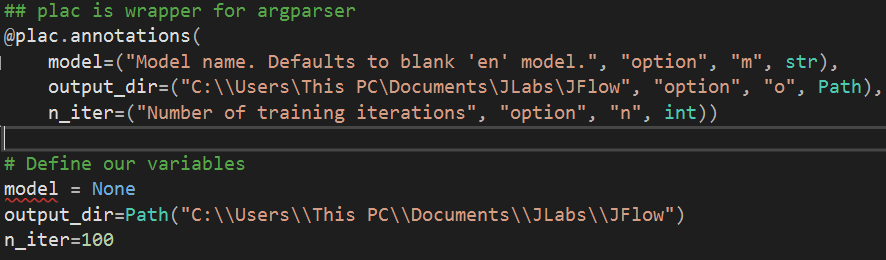 ## plac is wrapper for argparser
@plac.annotations(
    model=("Model name. Defaults to blank 'en' model.", "option", "m", str),
    output_dir=("C:\\Users\This PC\Documents\JLabs\JFlow", "option", "o", Path),
    n_iter=("Number of training iterations", "option", "n", int))
# Define our variables
model = None
output_dir=Path("C:\\Users\\This PC\\Documents\\JLabs\\JFlow")
n_iter=100